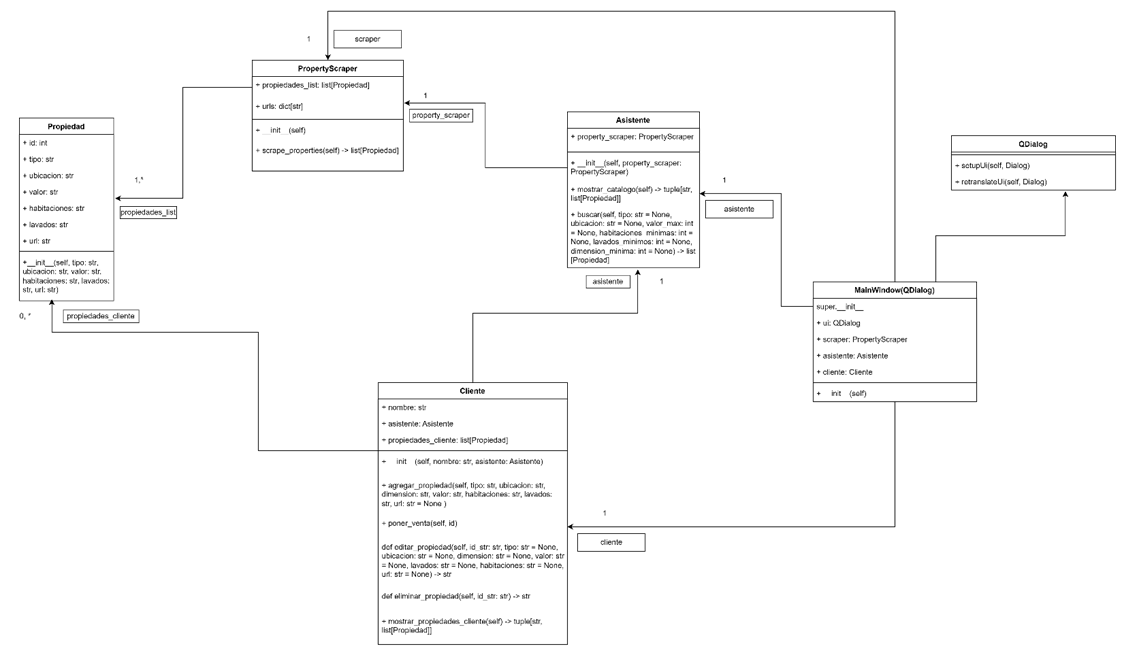 1
scraper
PropertyScraper
+ propiedades_list: list[Propiedad]
+ urls: dict[str]
+ __init__(self)
+ scrape_properties(self) -> list[Propiedad]
1
property_scraper
Propiedad
+ id: int
+ tipo: str
+ ubicacion: str
+ valor: str
+ habitaciones: str
+ lavados: str
+ url: str
+__init__(self, tipo: str,
ubicacion: str, valor: str,
habitaciones: str, lavados:
str, url: str)
1,*
propiedades_list
0, *
propiedades_cliente
Asistente
+ property_scraper: PropertyScraper
+ __init__(self, property_scraper:
PropertyScraper)
+ mostrar_catalogo(self) -> tuple[str,
list[Propiedad]]
+ buscar(self, tipo: str = None,
ubicacion: str = None, valor_max: int
= None, habitaciones_minimas: int =
None, lavados_minimos: int = None,
dimension_minima: int = None) -> list
[Propiedad]
asistente
1
1
asistente
QDialog
+ setupUi(self, Dialog)
+ retranslateUi(self, Dialog)
MainWindow(QDialog)
super.__init__
+ ui: QDialog
+ scraper: PropertyScraper
+ asistente: Asistente
+ cliente: Cliente
+ __init__(self)
Cliente
+ nombre: str
+ asistente: Asistente
+ propiedades_cliente: list[Propiedad]
+ __init__(self, nombre: str, asistente: Asistente)
+ agregar_propiedad(self, tipo: str, ubicacion: str,
dimension: str, valor: str, habitaciones: str, lavados:
str, url: str = None )
+ poner_venta(self, id)
def editar_propiedad(self, id_str: str, tipo: str = None,
ubicacion: str = None, dimension: str = None, valor: str
= None, lavados: str = None, habitaciones: str = None,
url: str = None) -> str
def eliminar_propiedad(self, id_str: str) -> str
+ mostrar_propiedades_cliente(self) -> tuple[str,
list[Propiedad]]
1
cliente